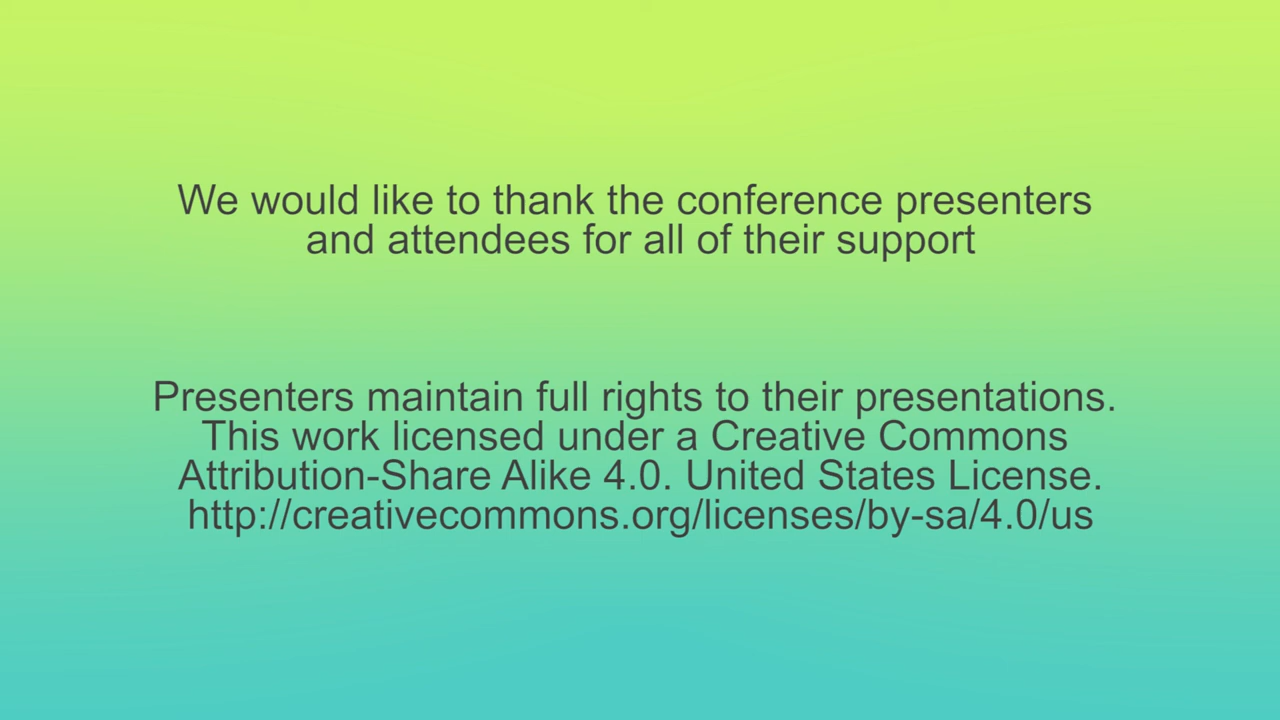 We would like to thank the conference presenters
and attendees for all of their support
Presenters maintain full rights to their presentations.
This work licensed under a Creative Commons
Attribution-Share Alike 4.0. United States License.
http://creativecommons.org/licenses/by-sa/4.0/us